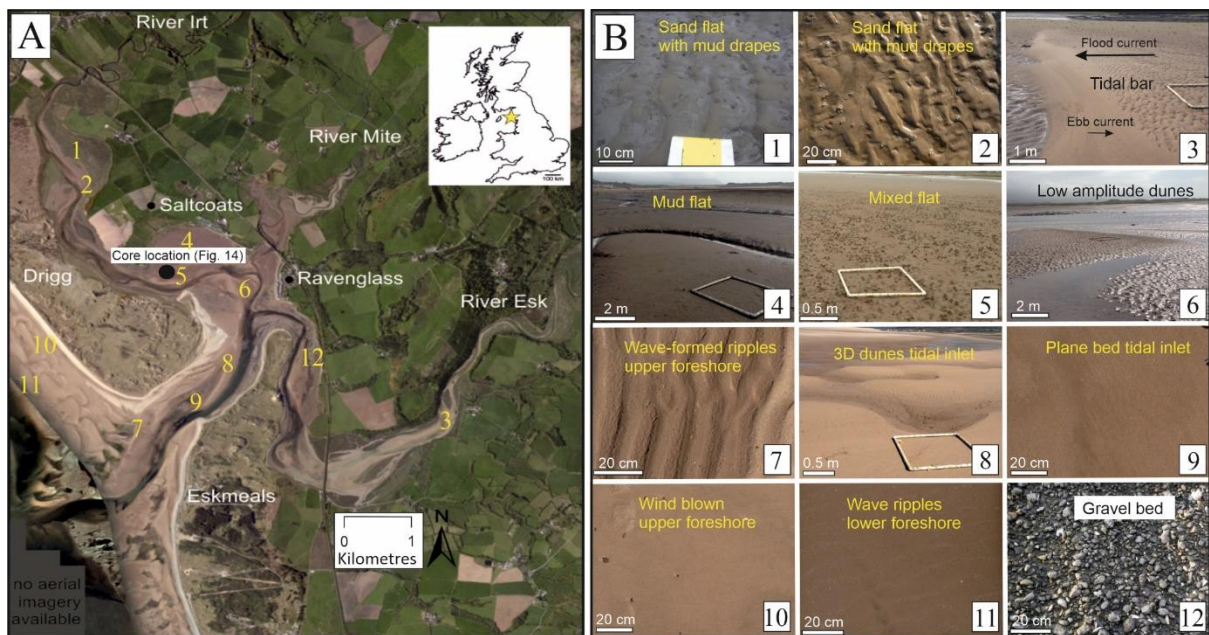 A
River Irt
River Mite
100 km
1
2
Saltcoats
4
Core location (Fig. 14)
Drigg
5
6
Ravenglass
River Esk
10
8
12
11
9
3
7
Eskmeals
N
0 1
Kilometres
no aerial
imagery
available
B
Sand flat
with mud drapes
10 cm
1
Sand flat
with mud drapes
20 cm
2
Flood current
Tidal bar
Ebb current
1 m
3
Mud flat
2 m
4
Mixed flat
0.5 m
5
Low amplitude dunes
2 m
6
Wave-formed ripples
upper foreshore
20 cm
7
3D dunes tidal inlet
0.5 m
8
Plane bed tidal inlet
20 cm
9
Wind blown
upper foreshore
20 cm
10
Wave ripples
lower foreshore
20 cm
11
Gravel bed
20 cm
12